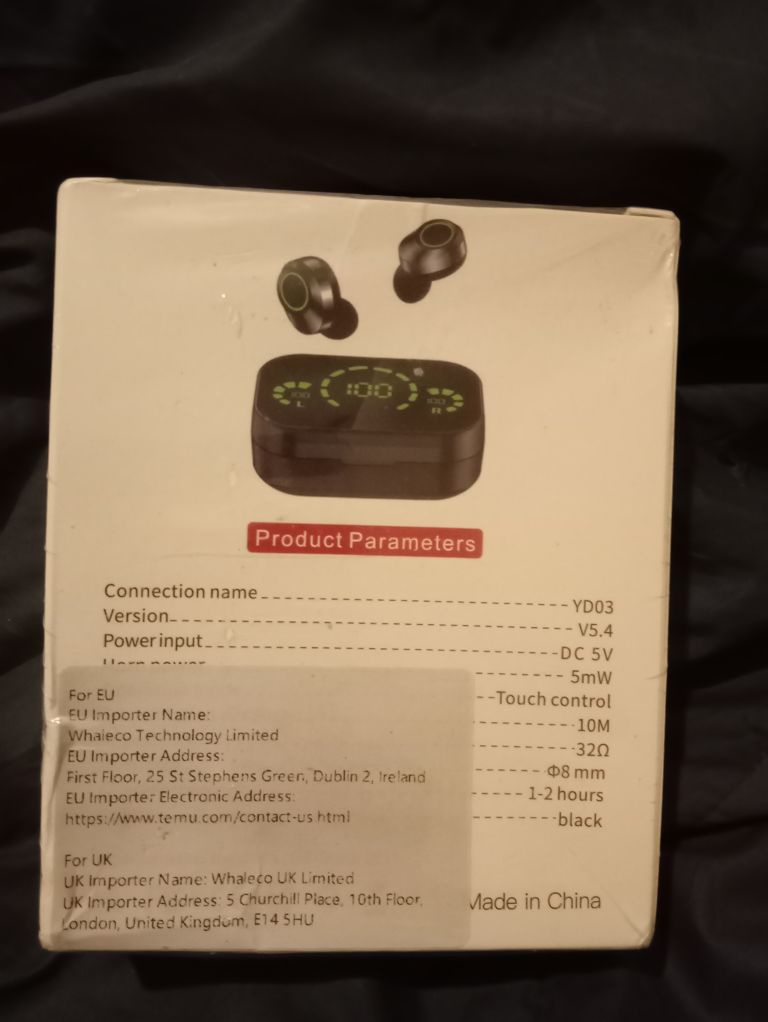 100
100
100
L
R
Product Parameters
Connection name YD03
Version V5.4
Power input DC 5V
5mW
Touch control
10M
32Ω
Φ8 mm
1-2 hours
black
For EU
EU Importer Name:
Whaleco Technology Limited
EU Importer Address:
First Floor, 25 St Stephens Green, Dublin 2, Ireland
EU Importer Electronic Address:
https://www.temu.com/contact-us.html
For UK
UK Importer Name: Whaleco UK Limited
UK Importer Address: 5 Churchill Place, 10th Floor,
London, United Kingdom, E14 5HU
Made in China